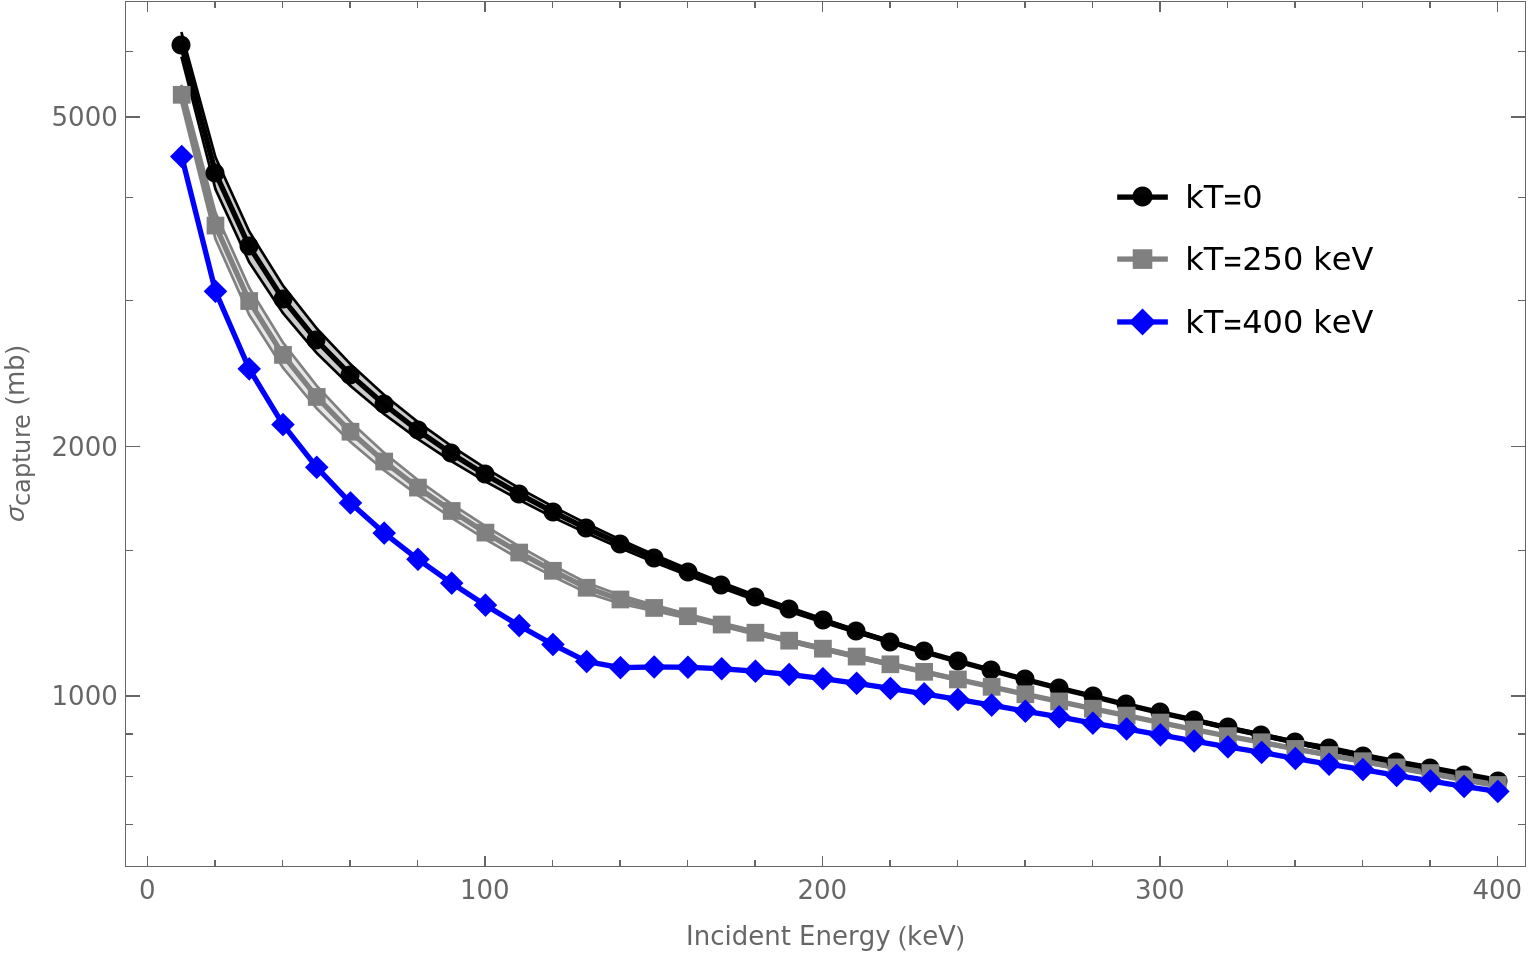 5000
2000
1000
σcapture (mb)
kT=0
kT=250 keV
kT=400 keV
0 100 200 300 400
Incident Energy (keV)